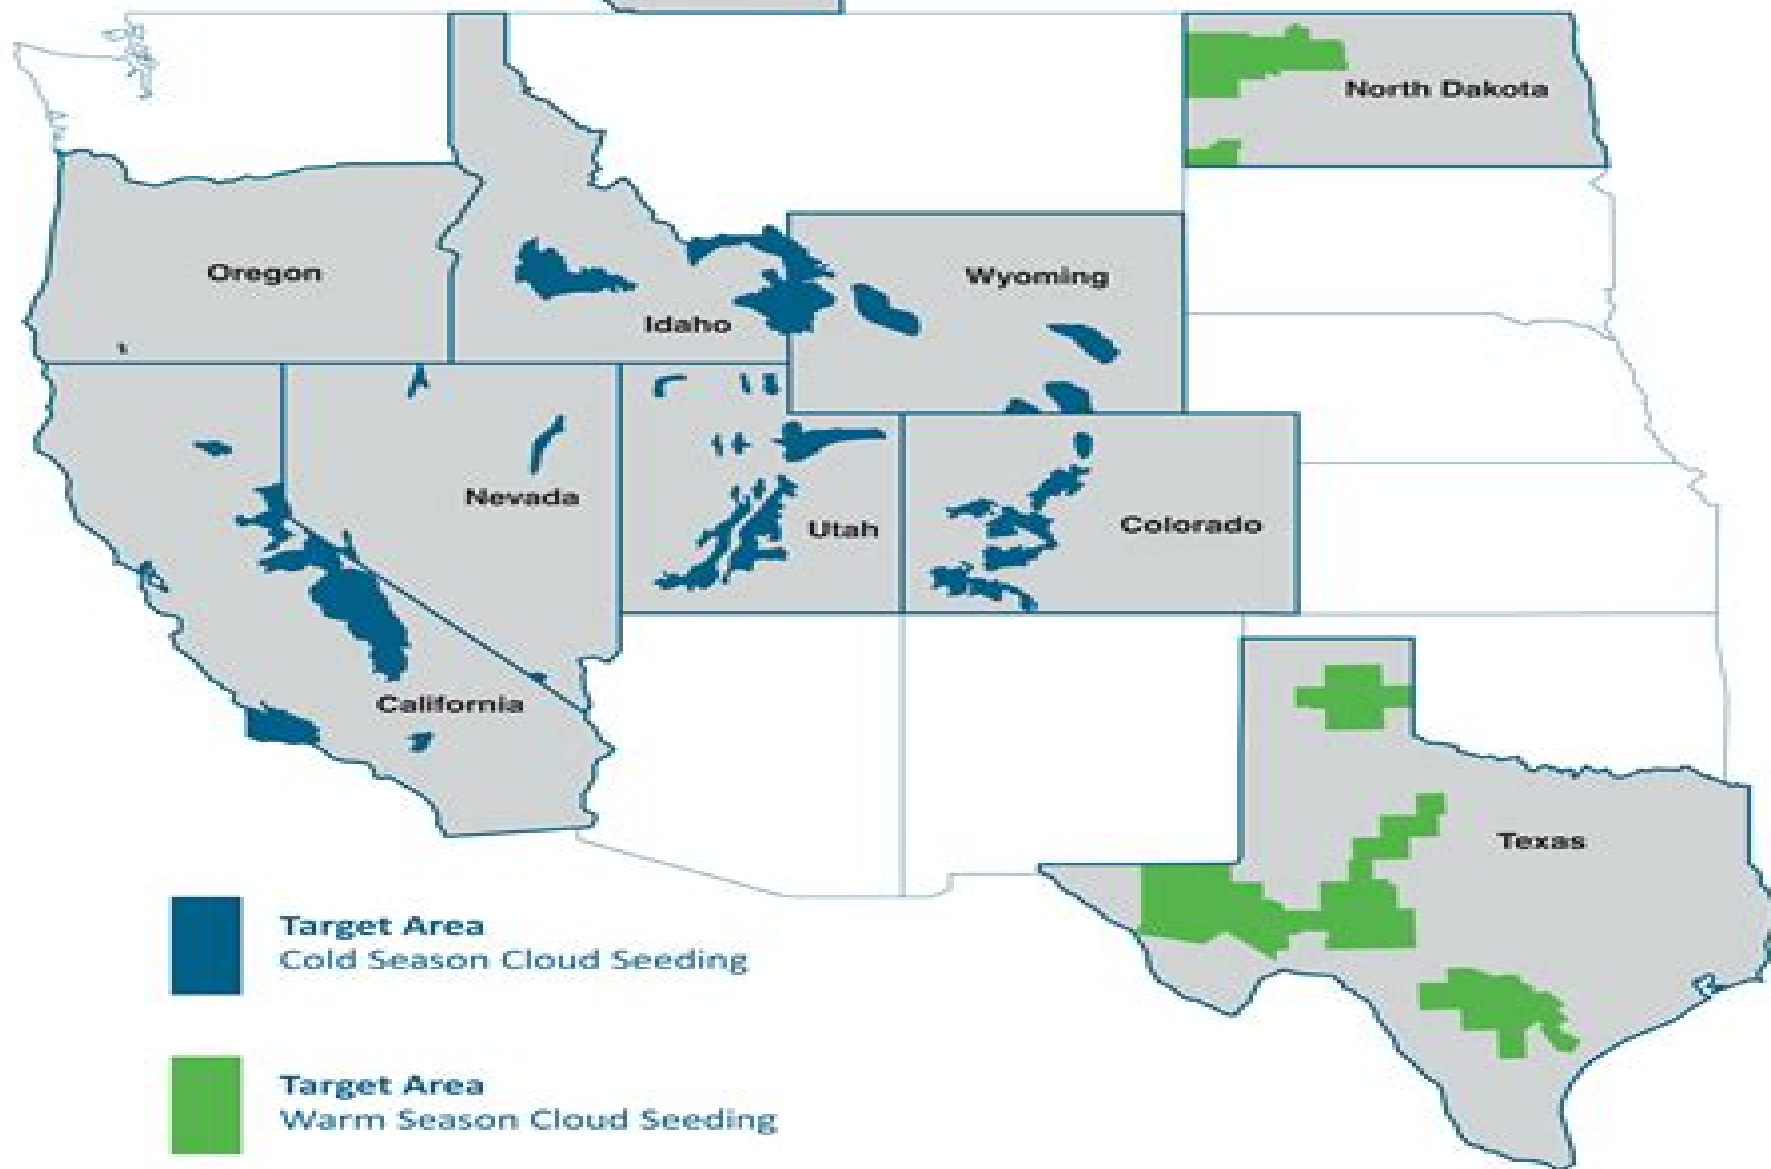 North Dakota
Oregon
Wyoming
Idaho
Nevada
Utah
Colorado
California
Texas
Target Area
Cold Season Cloud Seeding
Target Area
Warm Season Cloud Seeding